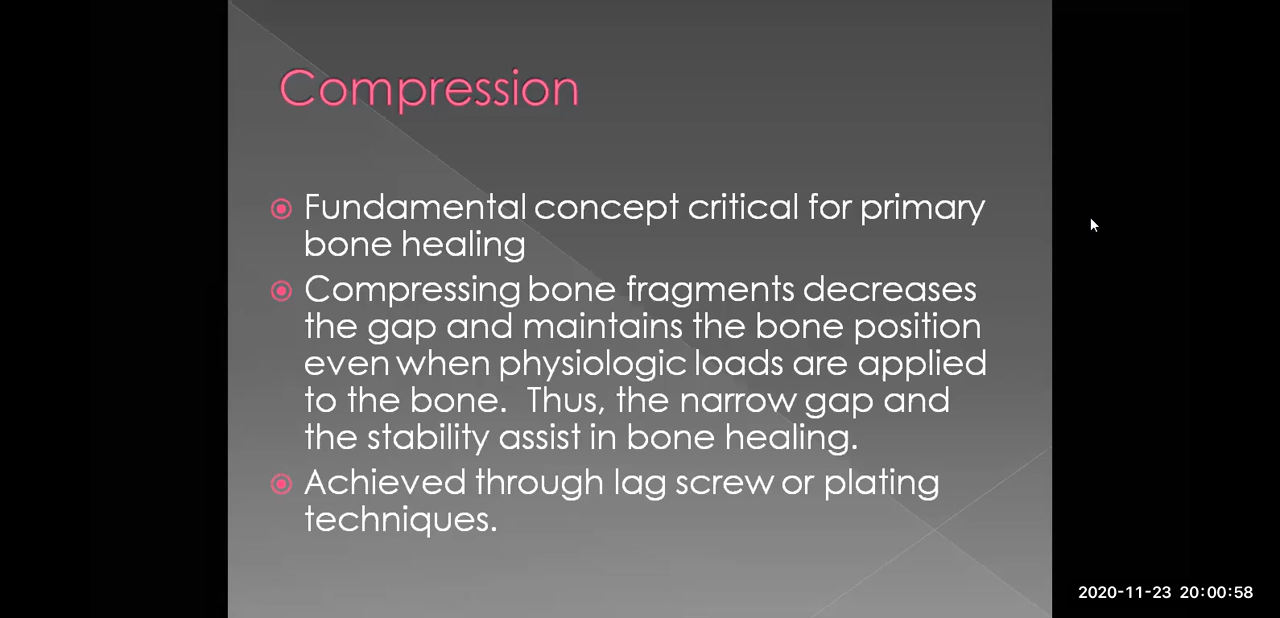 Compression
Fundamental concept critical for primary
bone healing
Compressing bone fragments decreases
the gap and maintains the bone position
even when physiologic loads are applied
to the bone.  Thus, the narrow gap and
the stability assist in bone healing.
Achieved through lag screw or plating
techniques.
2020-11-23 20:00:58